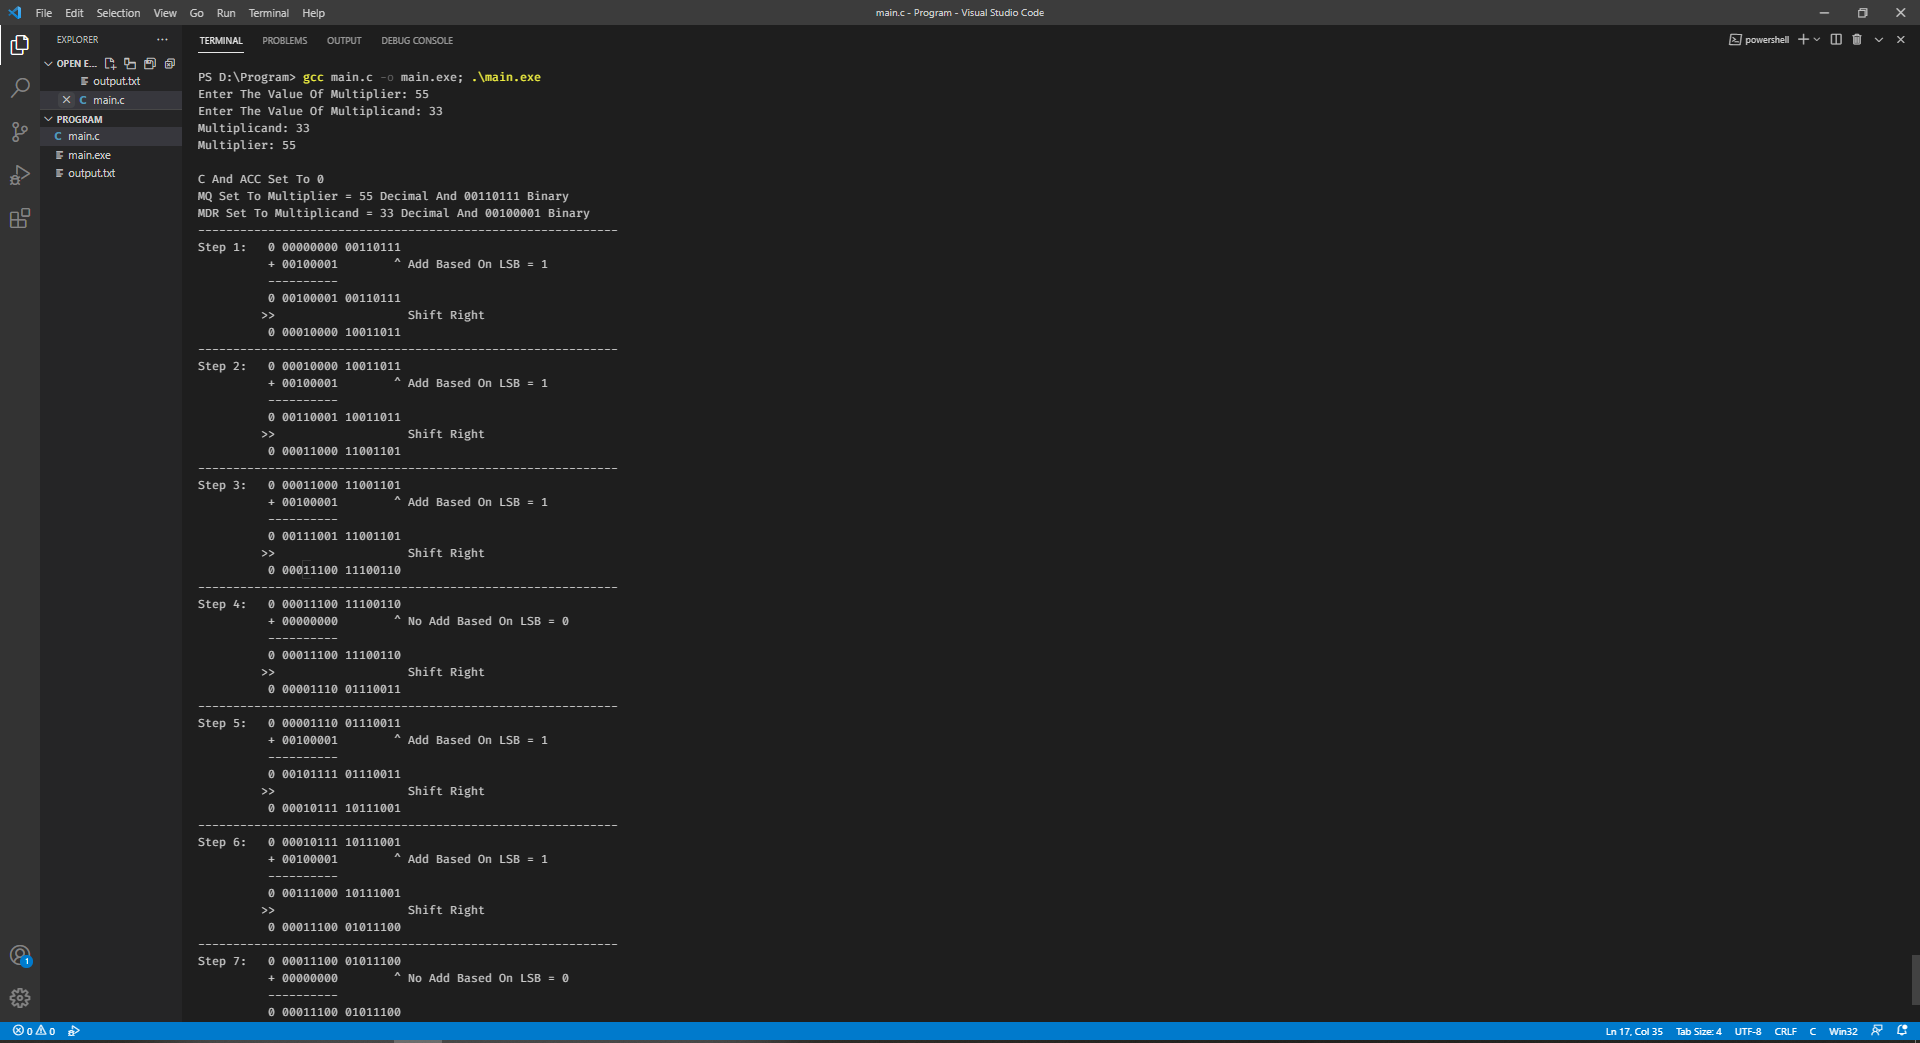 File Edit Selection View Go Run Terminal Help
main.c - Program - Visual Studio Code
EXPLORER
OPEN E...
output.txt
main.c
PROGRAM
main.c
main.exe
output.txt
TERMINAL PROBLEMS OUTPUT DEBUG CONSOLE
powershell
PS D:\Program> gcc main.c -o main.exe; .\main.exe
Enter The Value Of Multiplier: 55
Enter The Value Of Multiplicand: 33
Multiplicand: 33
Multiplier: 55
C And ACC Set To 0
MQ Set To Multiplier = 55 Decimal And 00110111 Binary
MDR Set To Multiplicand = 33 Decimal And 00100001 Binary
------------------------------------------------------------
Step 1:   0 00000000 00110111
+ 00100001        ^ Add Based On LSB = 1
----------
0 00100001 00110111
>>                   Shift Right
0 00010000 10011011
------------------------------------------------------------
Step 2:   0 00010000 10011011
+ 00100001        ^ Add Based On LSB = 1
----------
0 00110001 10011011
>>                   Shift Right
0 00011000 11001101
------------------------------------------------------------
Step 3:   0 00011000 11001101
+ 00100001        ^ Add Based On LSB = 1
----------
0 00111001 11001101
>>                   Shift Right
0 00011100 11100110
------------------------------------------------------------
Step 4:   0 00011100 11100110
+ 00000000        ^ No Add Based On LSB = 0
----------
0 00011100 11100110
>>                   Shift Right
0 00001110 01110011
------------------------------------------------------------
Step 5:   0 00001110 01110011
+ 00100001        ^ Add Based On LSB = 1
----------
0 00101111 01110011
>>                   Shift Right
0 00010111 10111001
------------------------------------------------------------
Step 6:   0 00010111 10111001
+ 00100001        ^ Add Based On LSB = 1
----------
0 00111000 10111001
>>                   Shift Right
0 00011100 01011100
------------------------------------------------------------
Step 7:   0 00011100 01011100
+ 00000000        ^ No Add Based On LSB = 0
----------
0 00011100 01011100
1
0 0
Ln 17, Col 35 Tab Size: 4 UTF-8 CRLF C Win32